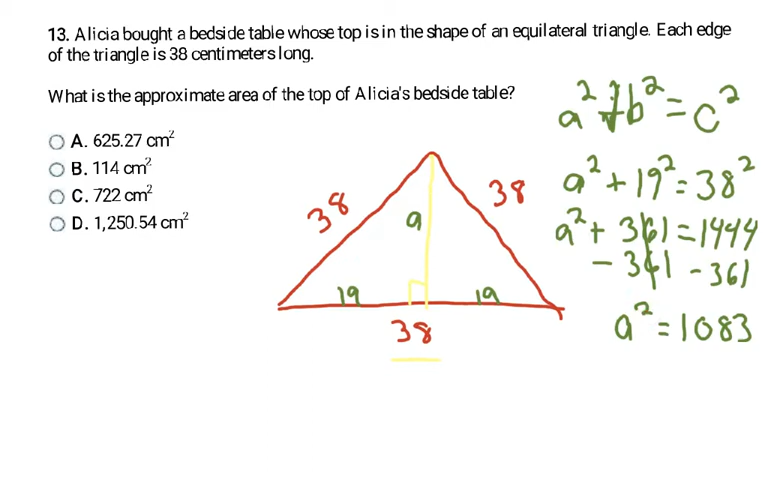 13. Alicia bought a bedside table whose top is in the shape of an equilateral triangle. Each edge
of the triangle is 38 centimeters long.
What is the approximate area of the top of Alicia's bedside table?
A. 625.27 cm²
B. 114 cm²
C. 722 cm²
D. 1,250.54 cm²
a² + b² = c²
38
38
a
19
19
38
a² + 19² = 38²
a² + 361 = 1444
- 361 - 361
a² = 1083